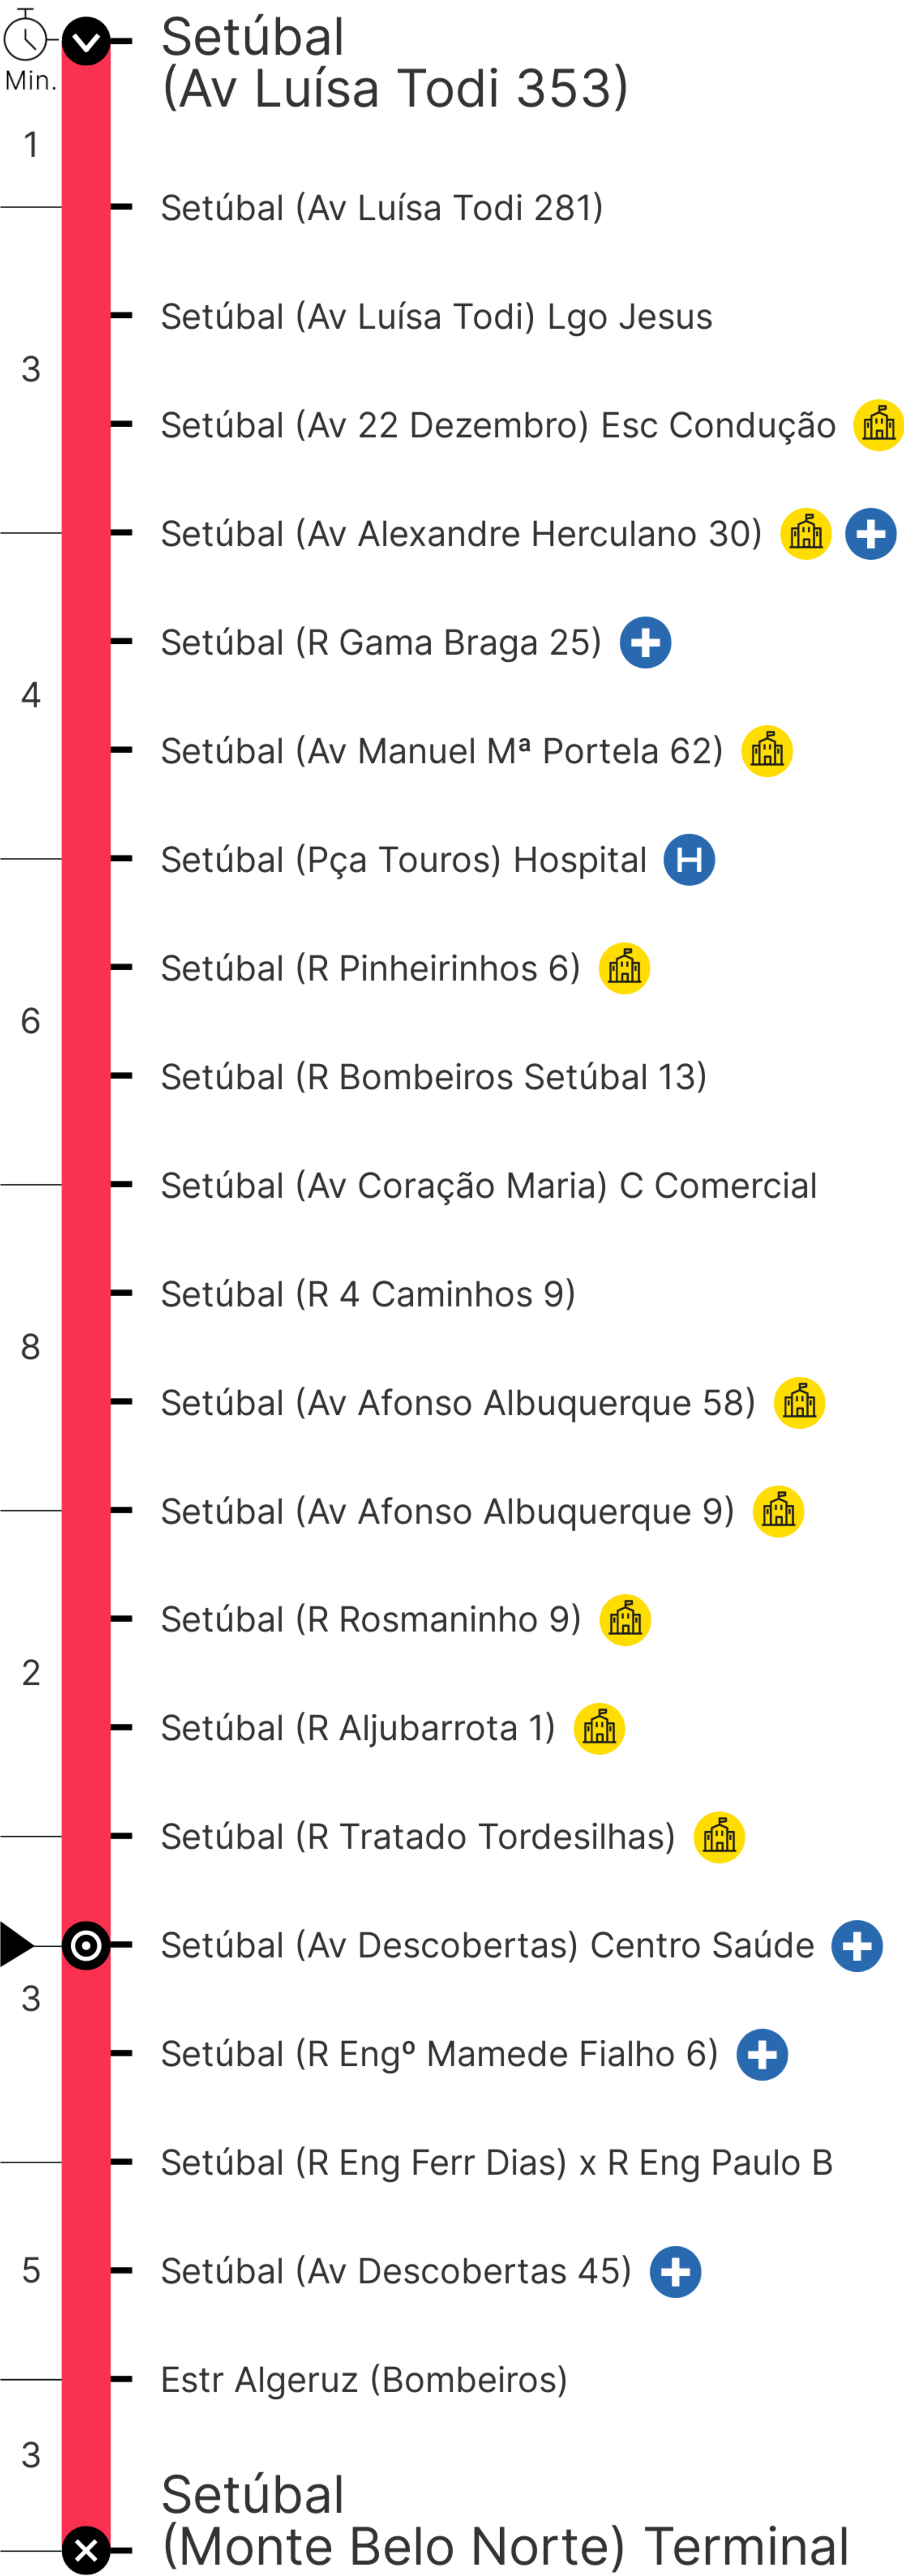 Setúbal
(Av Luísa Todi 353)
Min.
1
Setúbal (Av Luísa Todi 281)
Setúbal (Av Luísa Todi) Lgo Jesus
3
Setúbal (Av 22 Dezembro) Esc Condução
Setúbal (Av Alexandre Herculano 30)
Setúbal (R Gama Braga 25)
4
Setúbal (Av Manuel Mª Portela 62)
Setúbal (Pça Touros) Hospital H
Setúbal (R Pinheirinhos 6)
6
Setúbal (R Bombeiros Setúbal 13)
Setúbal (Av Coração Maria) C Comercial
Setúbal (R 4 Caminhos 9)
8
Setúbal (Av Afonso Albuquerque 58)
Setúbal (Av Afonso Albuquerque 9)
Setúbal (R Rosmaninho 9)
2
Setúbal (R Aljubarrota 1)
Setúbal (R Tratado Tordesilhas)
Setúbal (Av Descobertas) Centro Saúde
3
Setúbal (R Engº Mamede Fialho 6)
Setúbal (R Eng Ferr Dias) x R Eng Paulo B
5
Setúbal (Av Descobertas 45)
Estr Algeruz (Bombeiros)
3
Setúbal
(Monte Belo Norte) Terminal